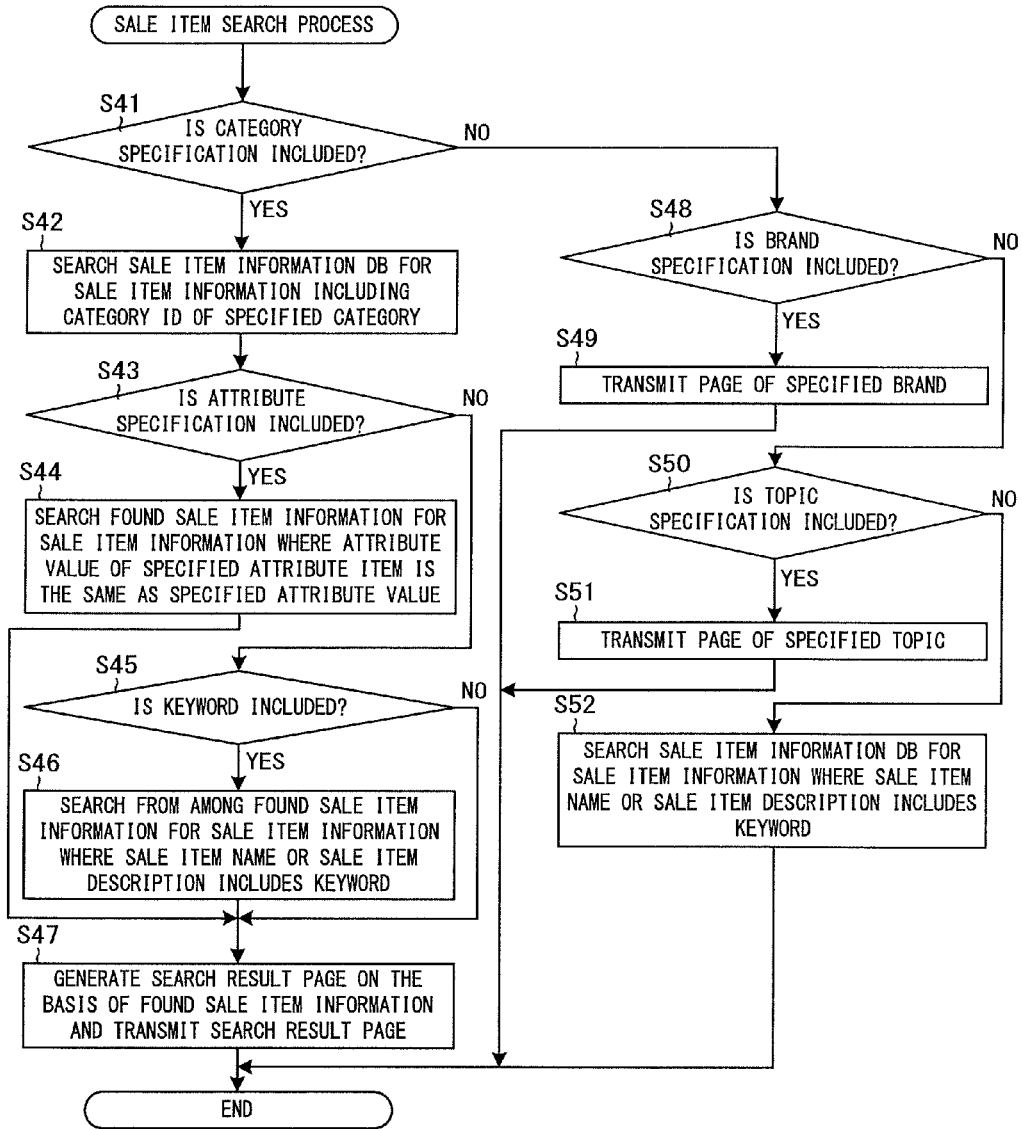 SALE ITEM SEARCH PROCESS
S41
IS CATEGORY
SPECIFICATION INCLUDED?
NO
YES
S42
SEARCH SALE ITEM INFORMATION DB FOR
SALE ITEM INFORMATION INCLUDING
CATEGORY ID OF SPECIFIED CATEGORY
S43
IS ATTRIBUTE
SPECIFICATION INCLUDED?
NO
YES
S44
SEARCH FOUND SALE ITEM INFORMATION FOR
SALE ITEM INFORMATION WHERE ATTRIBUTE
VALUE OF SPECIFIED ATTRIBUTE ITEM IS
THE SAME AS SPECIFIED ATTRIBUTE VALUE
S45
IS KEYWORD INCLUDED?
NO
YES
S46
SEARCH FROM AMONG FOUND SALE ITEM
INFORMATION FOR SALE ITEM INFORMATION
WHERE SALE ITEM NAME OR SALE ITEM
DESCRIPTION INCLUDES KEYWORD
S47
GENERATE SEARCH RESULT PAGE ON THE
BASIS OF FOUND SALE ITEM INFORMATION
AND TRANSMIT SEARCH RESULT PAGE
S48
IS BRAND
SPECIFICATION INCLUDED?
NO
YES
S49
TRANSMIT PAGE OF SPECIFIED BRAND
S50
IS TOPIC
SPECIFICATION INCLUDED?
NO
YES
S51
TRANSMIT PAGE OF SPECIFIED TOPIC
S52
SEARCH SALE ITEM INFORMATION DB FOR
SALE ITEM INFORMATION WHERE SALE ITEM
NAME OR SALE ITEM DESCRIPTION INCLUDES
KEYWORD
END